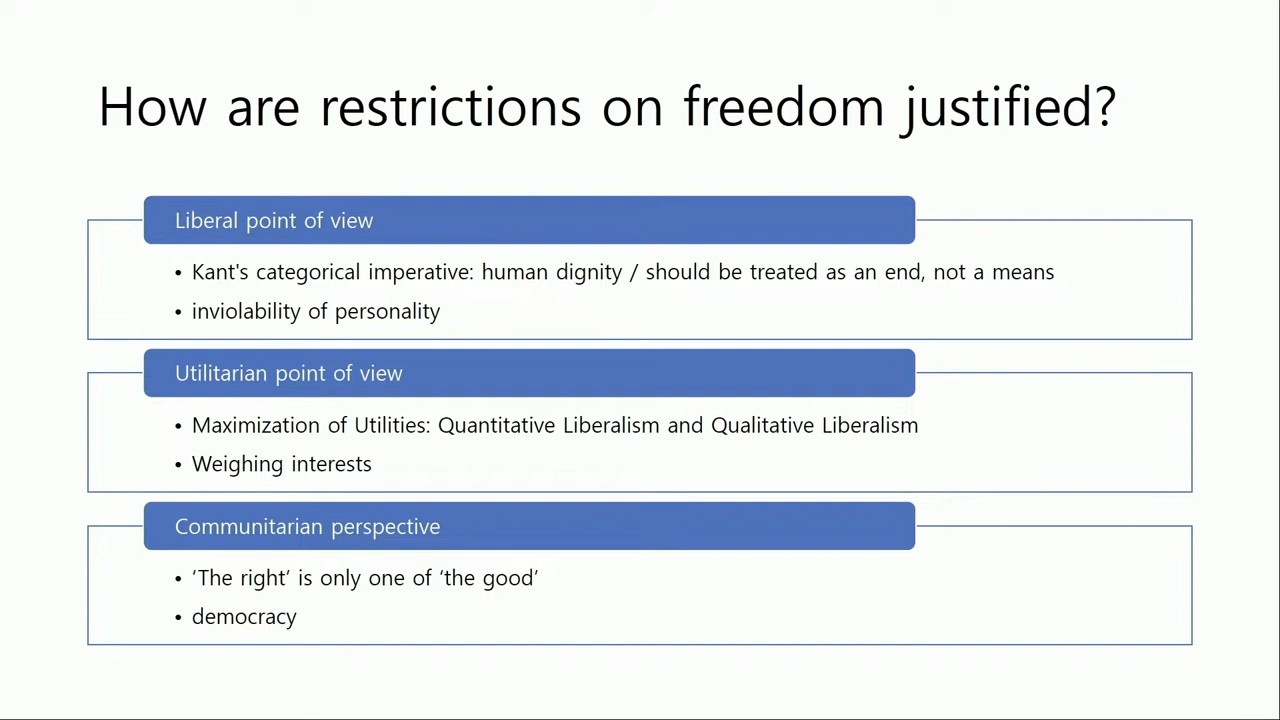 How are restrictions on freedom justified?
Liberal point of view
• Kant's categorical imperative: human dignity / should be treated as an end, not a means
• inviolability of personality
Utilitarian point of view
• Maximization of Utilities: Quantitative Liberalism and Qualitative Liberalism
• Weighing interests
Communitarian perspective
• ‘The right’ is only one of ‘the good’
• democracy